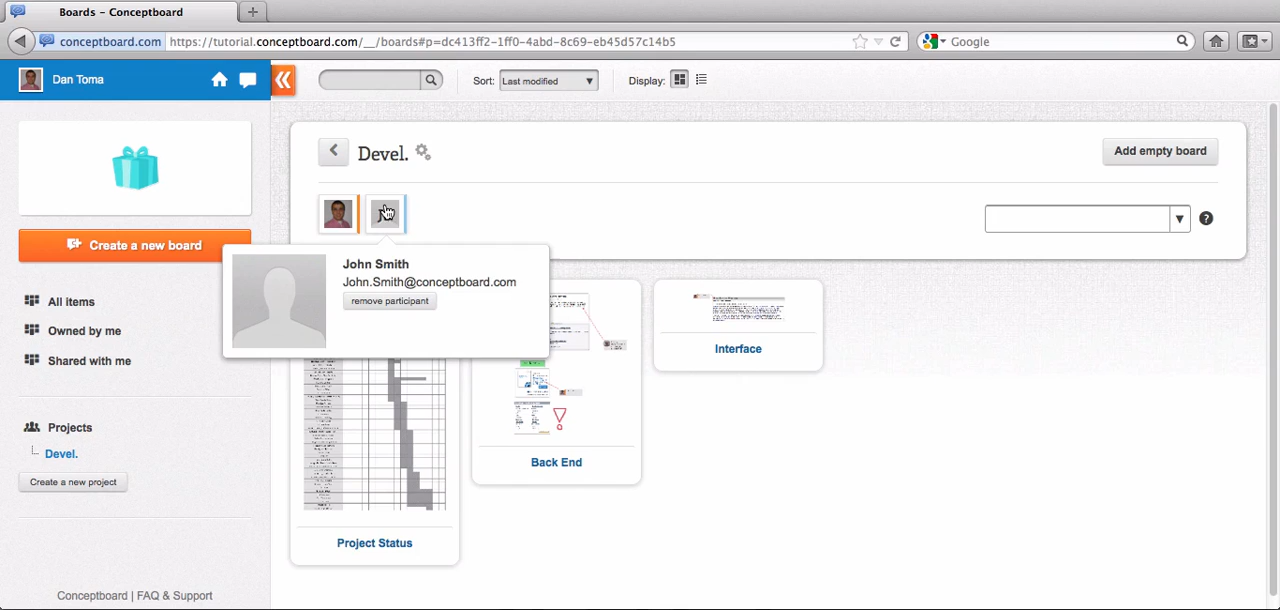 Boards – Conceptboard
conceptboard.com
https://tutorial.conceptboard.com/__/boards#p=dc413ff2-1ff0-4abd-8c69-eb45d57c14b5
Google
Dan Toma
Sort:
Last modified
Display:
Devel.
Add empty board
Create a new board
?
John Smith
John.Smith@conceptboard.com
remove participant
All items
Owned by me
Shared with me
Interface
Projects
Devel.
Create a new project
Back End
Project Status
Conceptboard | FAQ & Support